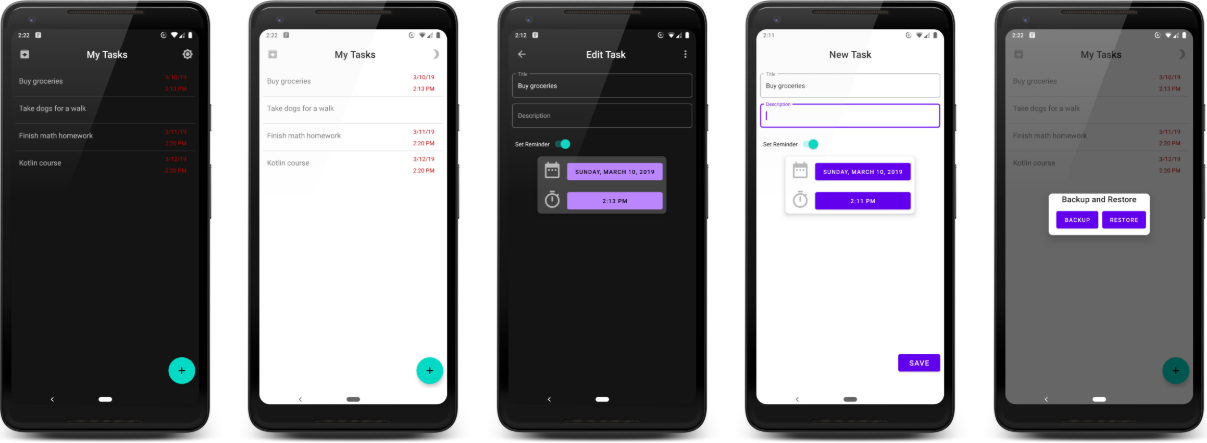 2:22
My Tasks
Buy groceries
3/10/19
2:13 PM
Take dogs for a walk
Finish math homework
3/11/19
2:20 PM
Kotlin course
3/12/19
2:20 PM
+
2:22
My Tasks
Buy groceries
3/10/19
2:13 PM
Take dogs for a walk
Finish math homework
3/11/19
2:20 PM
Kotlin course
3/12/19
2:20 PM
+
2:12
Edit Task
Title
Buy groceries
Description
Set Reminder
SUNDAY, MARCH 10, 2019
2:13 PM
2:11
New Task
Title
Buy groceries
Description
Set Reminder
SUNDAY, MARCH 10, 2019
2:11 PM
SAVE
2:22
My Tasks
Buy groceries
3/10/19
2:13 PM
Take dogs for a walk
Finish math homework
3/11/19
2:20 PM
Kotlin course
3/12/19
2:20 PM
Backup and Restore
BACKUP RESTORE
+